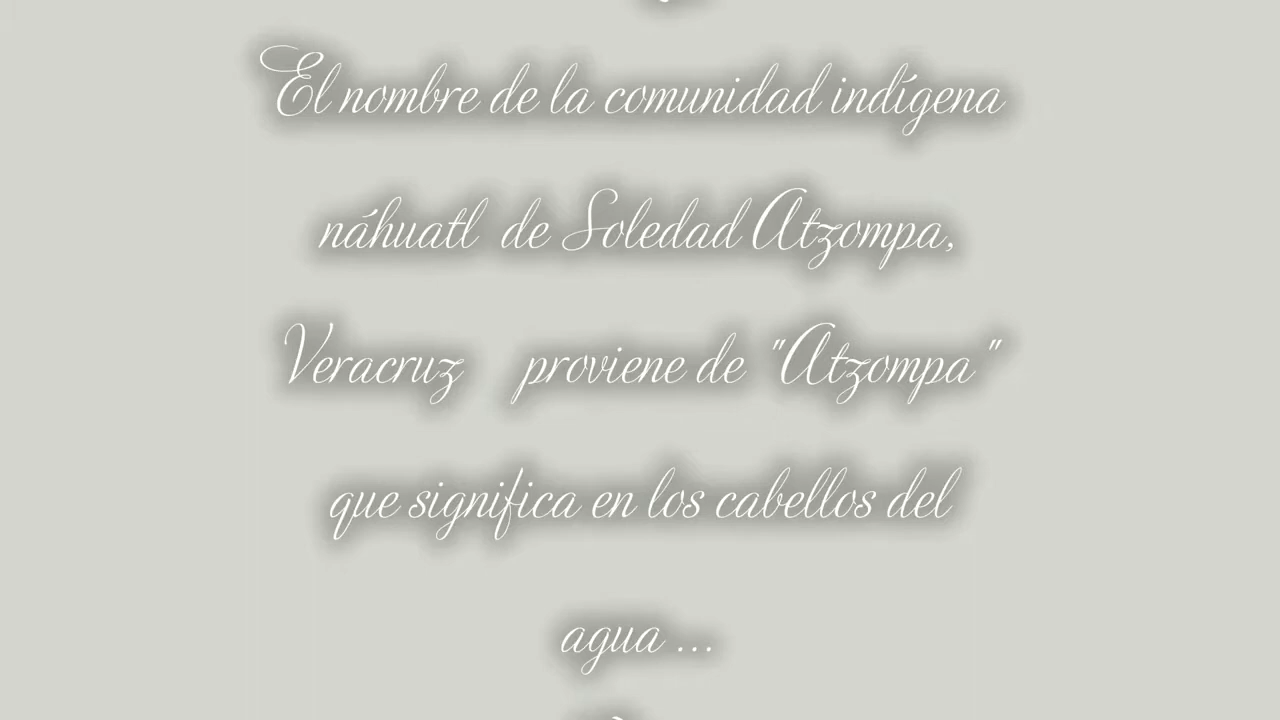 El nombre de la comunidad indígena
náhuatl de Soledad Atzompa,
Veracruz proviene de "Atzompa"
que significa en los cabellos del
agua ...